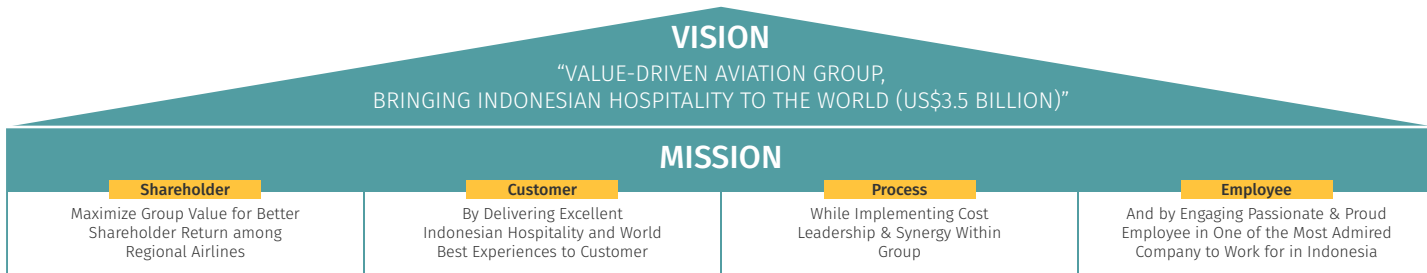 VISION
“VALUE-DRIVEN AVIATION GROUP,
BRINGING INDONESIAN HOSPITALITY TO THE WORLD (US$3.5 BILLION)”
MISSION
Shareholder
Maximize Group Value for Better
Shareholder Return among
Regional Airlines
Customer
By Delivering Excellent
Indonesian Hospitality and World
Best Experiences to Customer
Process
While Implementing Cost
Leadership & Synergy Within
Group
Employee
And by Engaging Passionate & Proud
Employee in One of the Most Admired
Company to Work for in Indonesia